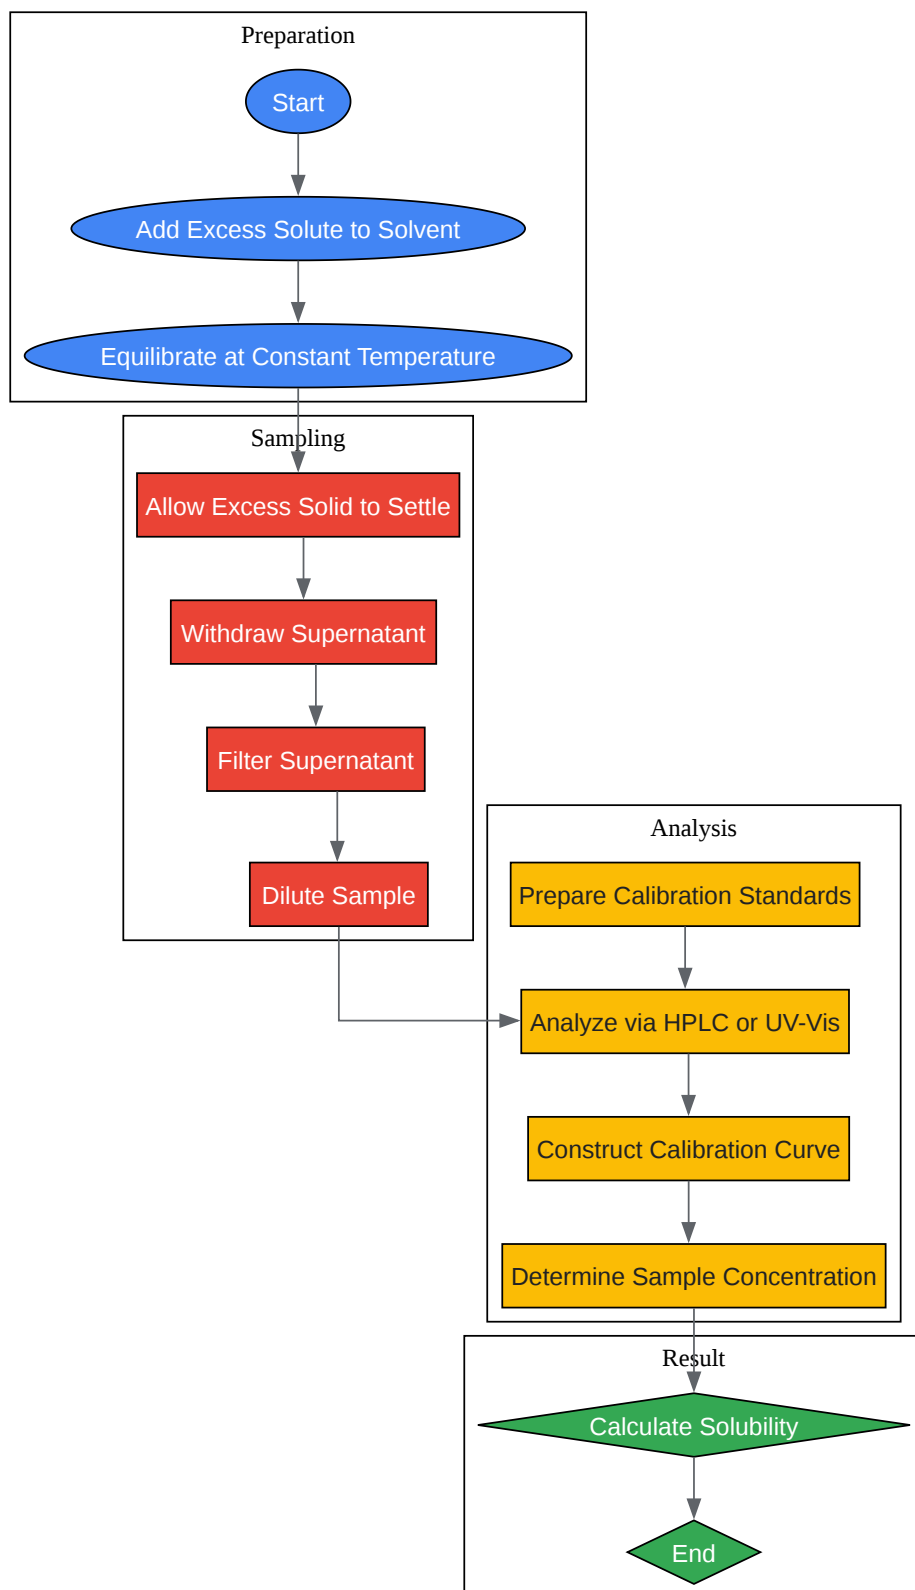 Preparation
Start
Add Excess Solute to Solvent
Equilibrate at Constant Temperature
Sampling
Allow Excess Solid to Settle
Withdraw Supernatant
Filter Supernatant
Dilute Sample
Analysis
Prepare Calibration Standards
Analyze via HPLC or UV-Vis
Construct Calibration Curve
Determine Sample Concentration
Result
Calculate Solubility
End